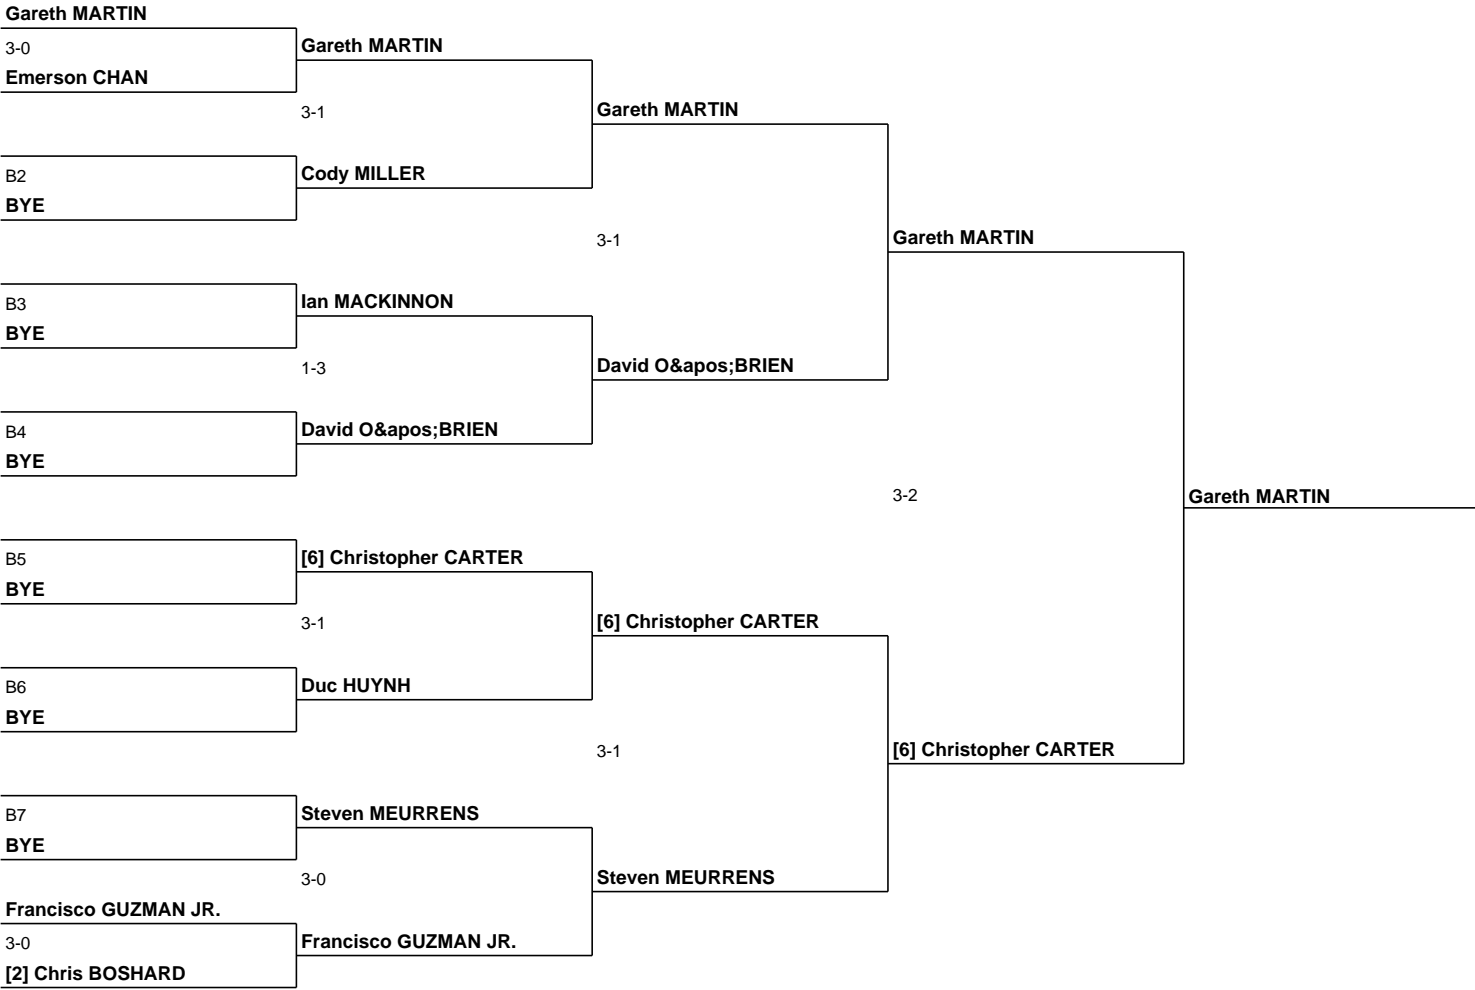 Gareth MARTIN
3-0
Gareth MARTIN
Emerson CHAN
3-1
Gareth MARTIN
B2
Cody MILLER
BYE
3-1
Gareth MARTIN
B3
Ian MACKINNON
BYE
1-3
David O&apos;BRIEN
B4
David O&apos;BRIEN
BYE
3-2
Gareth MARTIN
B5
[6] Christopher CARTER
BYE
3-1
[6] Christopher CARTER
B6
Duc HUYNH
BYE
3-1
[6] Christopher CARTER
B7
Steven MEURRENS
BYE
3-0
Steven MEURRENS
Francisco GUZMAN JR.
3-0
Francisco GUZMAN JR.
[2] Chris BOSHARD